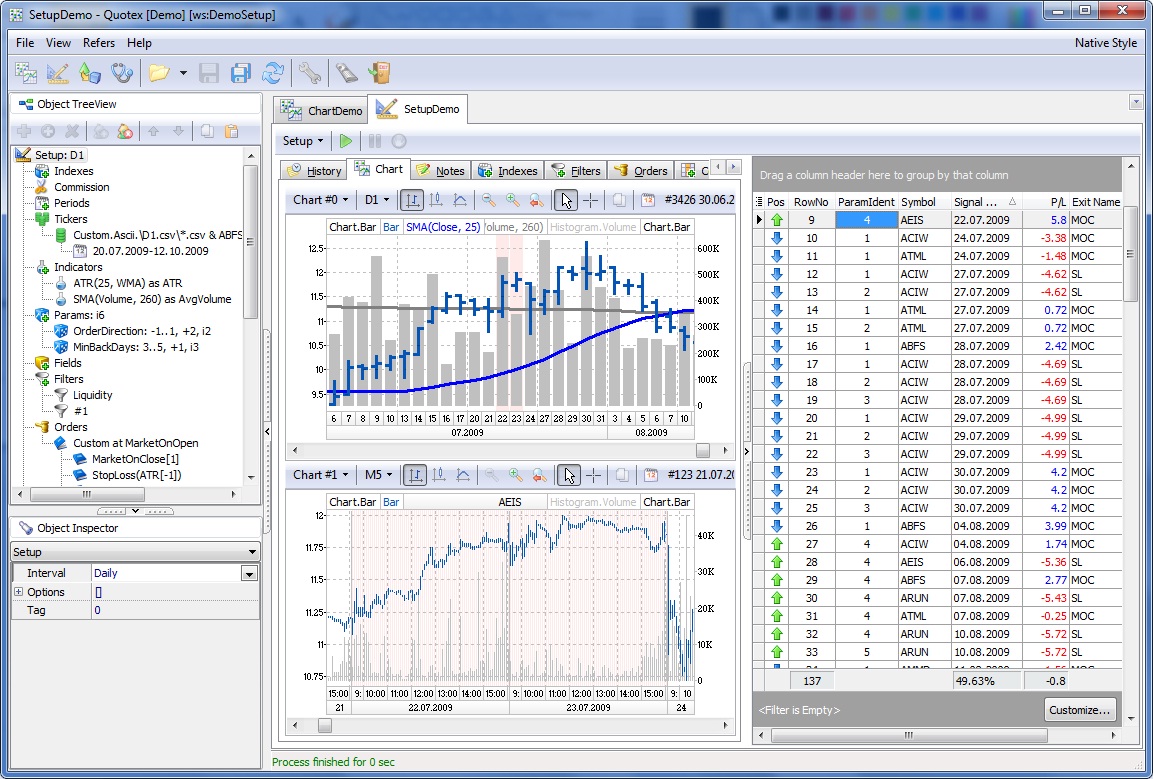 SetupDemo - Quotex [Demo] [ws:DemoSetup]
File View Refers Help
Native Style
Object TreeView
Setup: D1
Indexes
Commission
Periods
Tickers
Custom.Ascii.\D1.csv\*.csv & ABFS
20.07.2009-12.10.2009
Indicators
ATR(25, WMA) as ATR
SMA(Volume, 260) as AvgVolume
Params: i6
OrderDirection: -1..1, +2, i2
MinBackDays: 3..5, +1, i3
Fields
Filters
Liquidity
#1
Orders
Custom at MarketOnOpen
MarketOnClose[1]
StopLoss(ATR[-1])
Object Inspector
Setup
Interval Daily
Options []
Tag 0
ChartDemo SetupDemo
Setup
History Chart Notes Indexes Filters Orders C
Chart #0 D1 #3426 30.06.2
Chart.Bar Bar SMA(Close, 25) Volume, 260) Histogram.Volume Chart.Bar
12.5 600K
12 500K
11.5 400K
11 300K
10.5 200K
10 100K
9.5 0
6 7 8 9 10 13 14 15 16 17 20 21 22 23 24 27 28 29 30 31 3 4 5 6 7 10
07.2009 08.2009
Chart #1 M5 #123 21.07.20
Chart.Bar Bar AEIS Histogram.Volume Chart.Bar
12 40K
11.75 30K
11.5 20K
11.25 10K
11 0
10.75
15:00 9: 10:00 11:00 12:00 14:00 15:00 9: 10:00 11:00 12:00 13:00 14:00 15:00 9: 10
21 22.07.2009 23.07.2009 24
Drag a column header here to group by that column
Pos RowNo ParamIdent Symbol Signal ... P/L Exit Name
9 4 AEIS 22.07.2009 5.8 MOC
10 1 ACIW 24.07.2009 -3.38 MOC
11 1 ATML 24.07.2009 -1.48 MOC
12 1 ACIW 27.07.2009 -4.62 SL
13 2 ACIW 27.07.2009 -4.62 SL
14 1 ATML 27.07.2009 0.72 MOC
15 2 ATML 27.07.2009 0.72 MOC
16 1 ABFS 28.07.2009 2.42 MOC
17 1 ACIW 28.07.2009 -4.69 SL
18 2 ACIW 28.07.2009 -4.69 SL
19 3 ACIW 28.07.2009 -4.69 SL
20 1 ACIW 29.07.2009 -4.99 SL
21 2 ACIW 29.07.2009 -4.99 SL
22 3 ACIW 29.07.2009 -4.99 SL
23 1 ACIW 30.07.2009 4.2 MOC
24 2 ACIW 30.07.2009 4.2 MOC
25 3 ACIW 30.07.2009 4.2 MOC
26 1 ABFS 04.08.2009 3.99 MOC
27 4 ACIW 04.08.2009 1.74 MOC
28 4 AEIS 06.08.2009 -5.36 SL
29 4 ABFS 07.08.2009 2.77 MOC
30 4 ARUN 07.08.2009 -5.43 SL
31 4 ATML 07.08.2009 -0.25 MOC
32 4 ARUN 10.08.2009 -5.72 SL
33 5 ARUN 10.08.2009 -5.72 SL
137 49.63% -0.8
<Filter is Empty> Customize...
Process finished for 0 sec